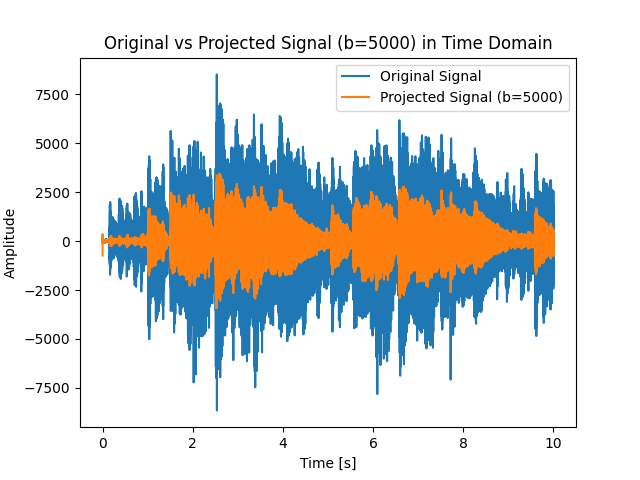 Original vs Projected Signal (b=5000) in Time Domain
Original Signal
Projected Signal (b=5000)
7500
5000
2500
0
−2500
−5000
−7500
Amplitude
0 2 4 6 8 10
Time [s]